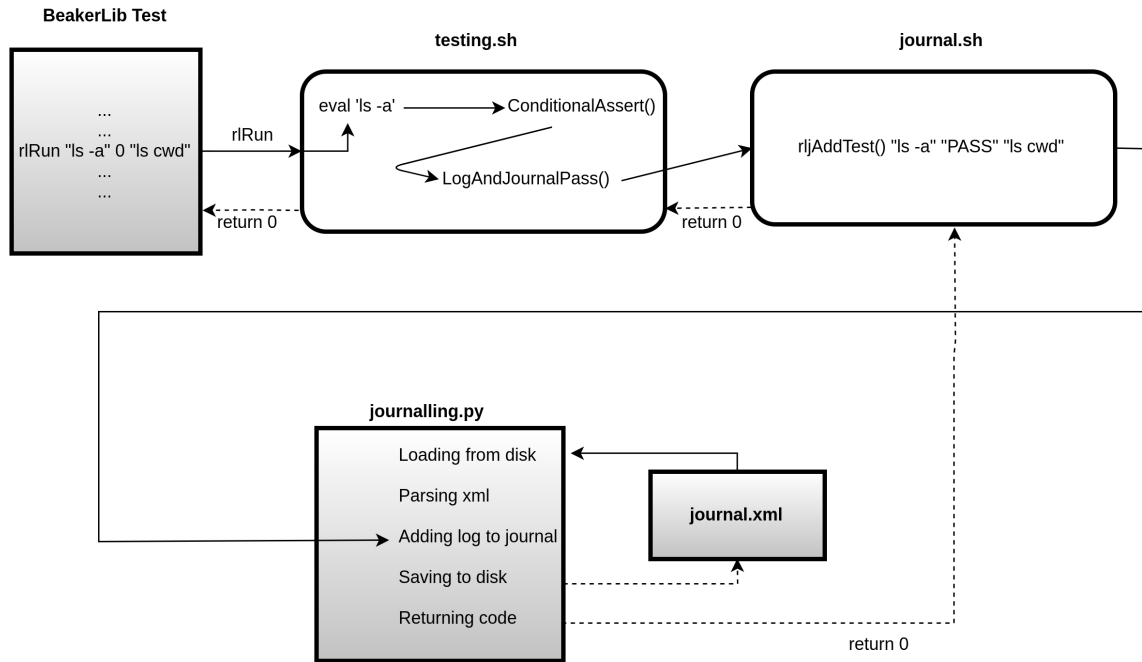 BeakerLib Test
...
...
rlRun "ls -a" 0 "ls cwd"
...
...
rlRun
return 0
testing.sh
eval 'ls -a'
ConditionalAssert()
LogAndJournalPass()
return 0
journal.sh
rljAddTest() "ls -a" "PASS" "ls cwd"
journalling.py
Loading from disk
Parsing xml
Adding log to journal
Saving to disk
Returning code
journal.xml
return 0